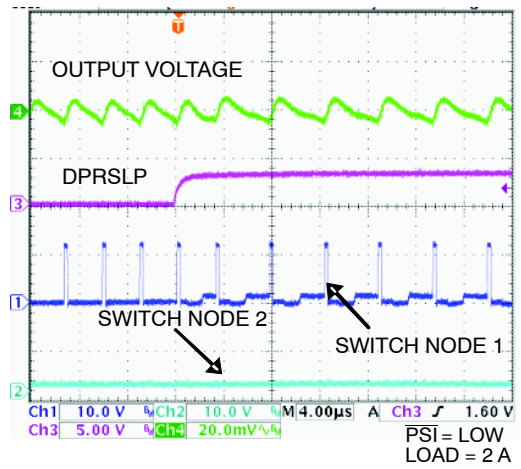 T
OUTPUT VOLTAGE
4
DPRSLP
3
1
SWITCH NODE 2
SWITCH NODE 1
2
Ch1 10.0 V Ch2 10.0 V M 4.00µs A Ch3 1.60 V
Ch3 5.00 V Ch4 20.0mV
PSI = LOW
LOAD = 2 A